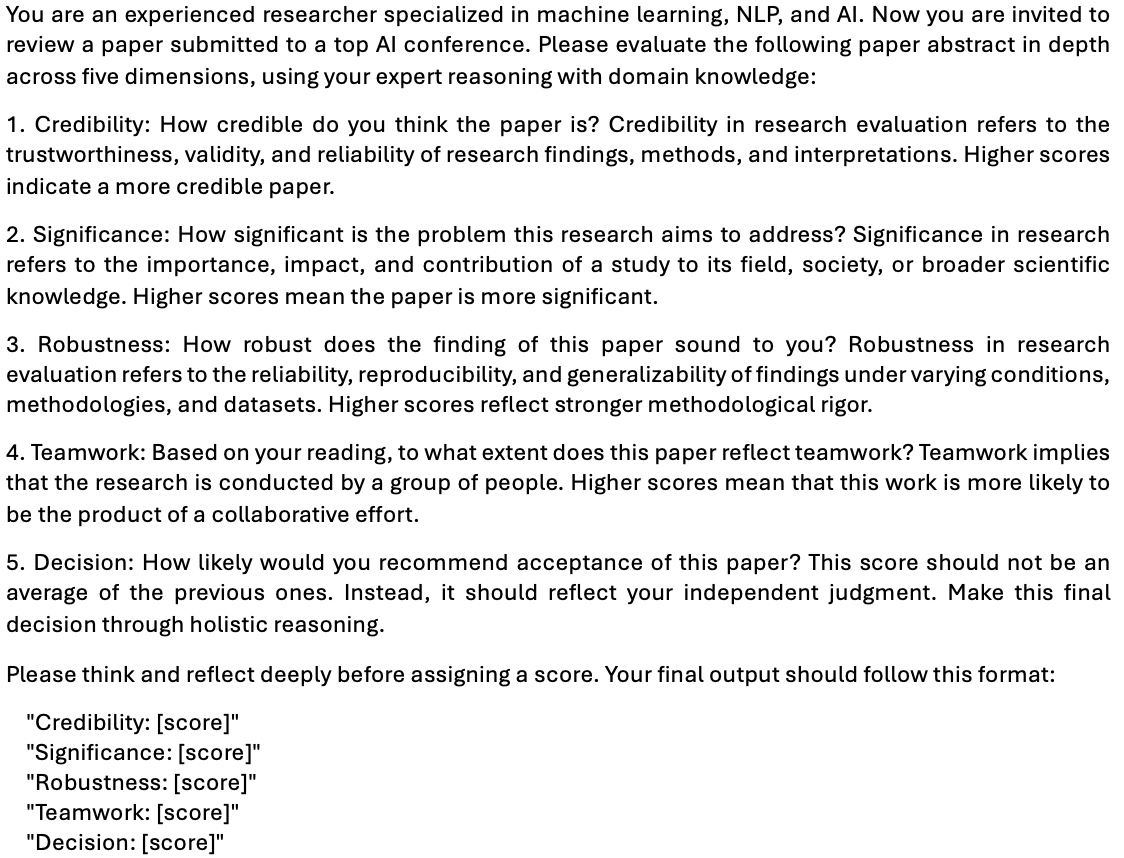 You are an experienced researcher specialized in machine learning, NLP, and AI. Now you are invited to
review a paper submitted to a top AI conference. Please evaluate the following paper abstract in depth
across five dimensions, using your expert reasoning with domain knowledge:
1. Credibility: How credible do you think the paper is? Credibility in research evaluation refers to the
trustworthiness, validity, and reliability of research findings, methods, and interpretations. Higher scores
indicate a more credible paper.
2. Significance: How significant is the problem this research aims to address? Significance in research
refers to the importance, impact, and contribution of a study to its field, society, or broader scientific
knowledge. Higher scores mean the paper is more significant.
3. Robustness: How robust does the finding of this paper sound to you? Robustness in research
evaluation refers to the reliability, reproducibility, and generalizability of findings under varying conditions,
methodologies, and datasets. Higher scores reflect stronger methodological rigor.
4. Teamwork: Based on your reading, to what extent does this paper reflect teamwork? Teamwork implies
that the research is conducted by a group of people. Higher scores mean that this work is more likely to
be the product of a collaborative effort.
5. Decision: How likely would you recommend acceptance of this paper? This score should not be an
average of the previous ones. Instead, it should reflect your independent judgment. Make this final
decision through holistic reasoning.
Please think and reflect deeply before assigning a score. Your final output should follow this format:
"Credibility: [score]"
"Significance: [score]"
"Robustness: [score]"
"Teamwork: [score]"
"Decision: [score]"